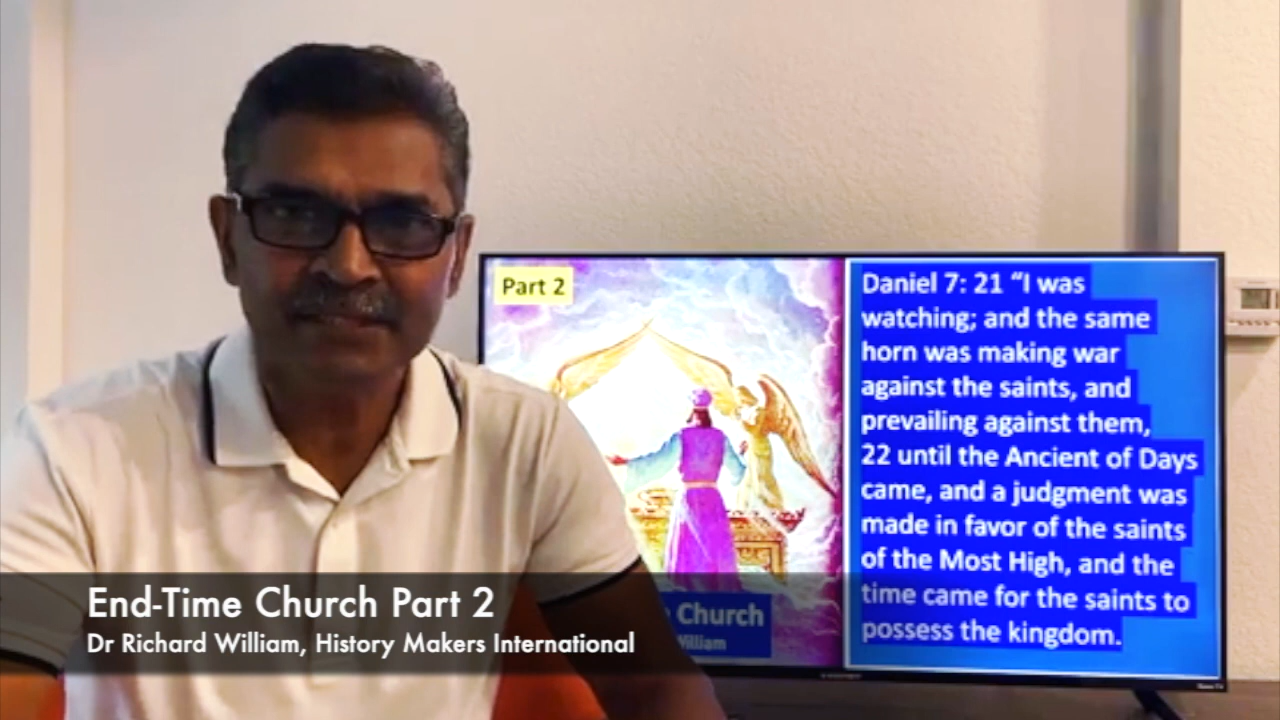 Part 2
Church
William
Daniel 7: 21 “I was
watching; and the same
horn was making war
against the saints, and
prevailing against them,
22 until the Ancient of Days
came, and a judgment was
made in favor of the saints
of the Most High, and the
time came for the saints to
possess the kingdom.
End-Time Church Part 2
Dr Richard William, History Makers International